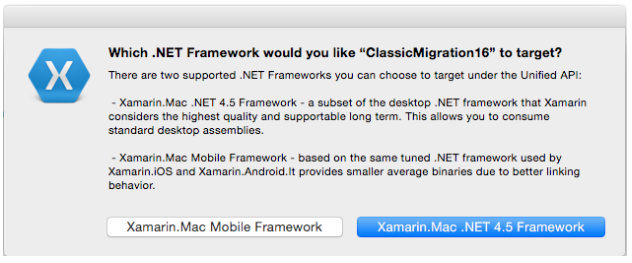 Which .NET Framework would you like “ClassicMigration16” to target?
There are two supported .NET Frameworks you can choose to target under the Unified API:
- Xamarin.Mac .NET 4.5 Framework - a subset of the desktop .NET framework that Xamarin
considers the highest quality and supportable long term. This allows you to consume
standard desktop assemblies.
- Xamarin.Mac Mobile Framework - based on the same tuned .NET framework used by
Xamarin.iOS and Xamarin.Android.It provides smaller average binaries due to better linking
behavior.
Xamarin.Mac Mobile Framework
Xamarin.Mac .NET 4.5 Framework